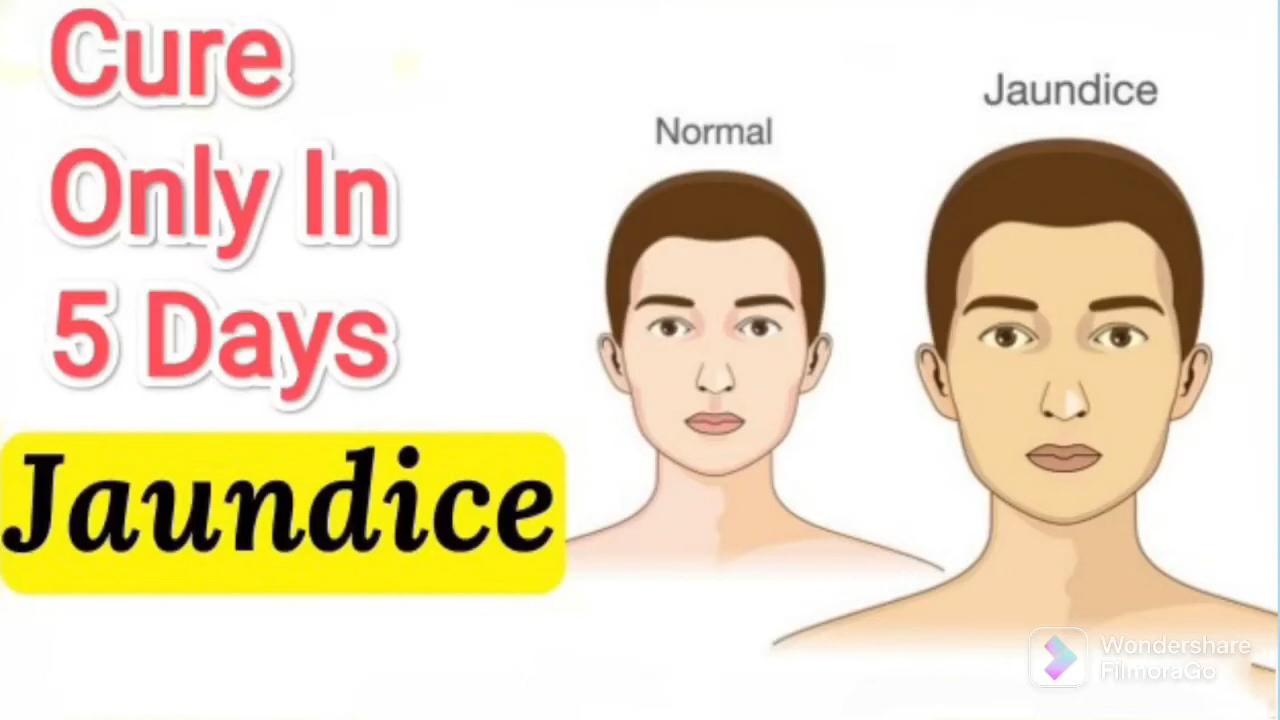 Cure
Only In
5 Days
Jaundice
Normal
Jaundice
Wondershare
FilmoraGo